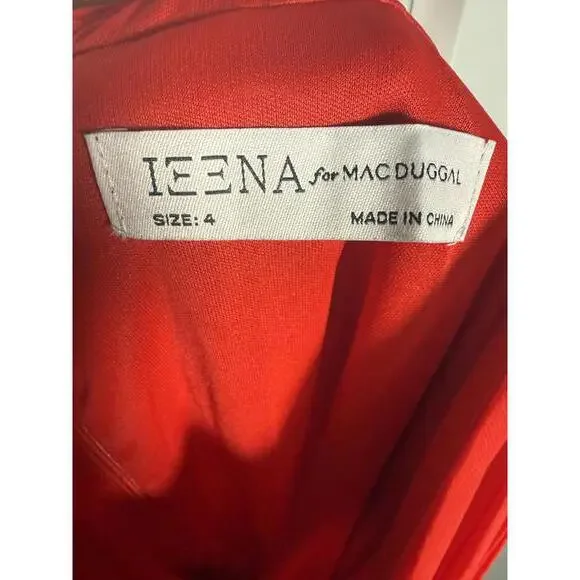 IEENA for MAC DUGGAL
SIZE: 4 MADE IN CHINA